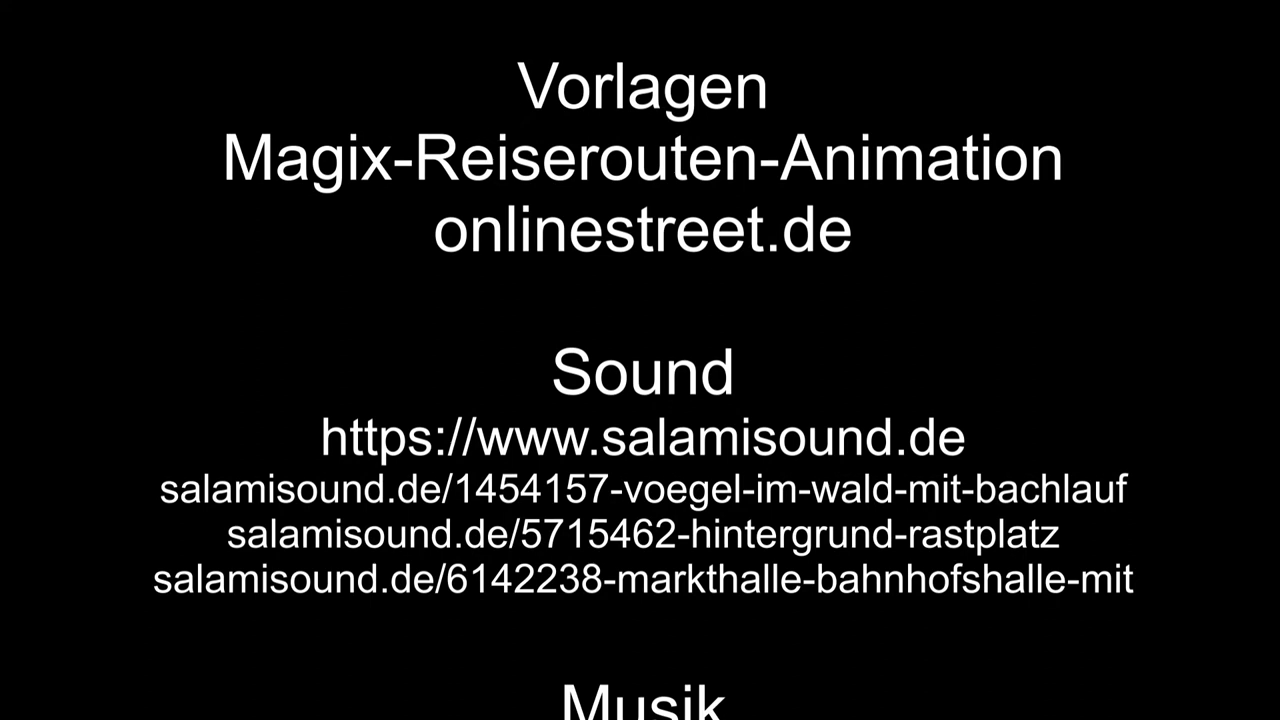 Vorlagen
Magix-Reiserouten-Animation
onlinestreet.de
Sound
https://www.salamisound.de
salamisound.de/1454157-voegel-im-wald-mit-bachlauf
salamisound.de/5715462-hintergrund-rastplatz
salamisound.de/6142238-markthalle-bahnhofshalle-mit
Musik